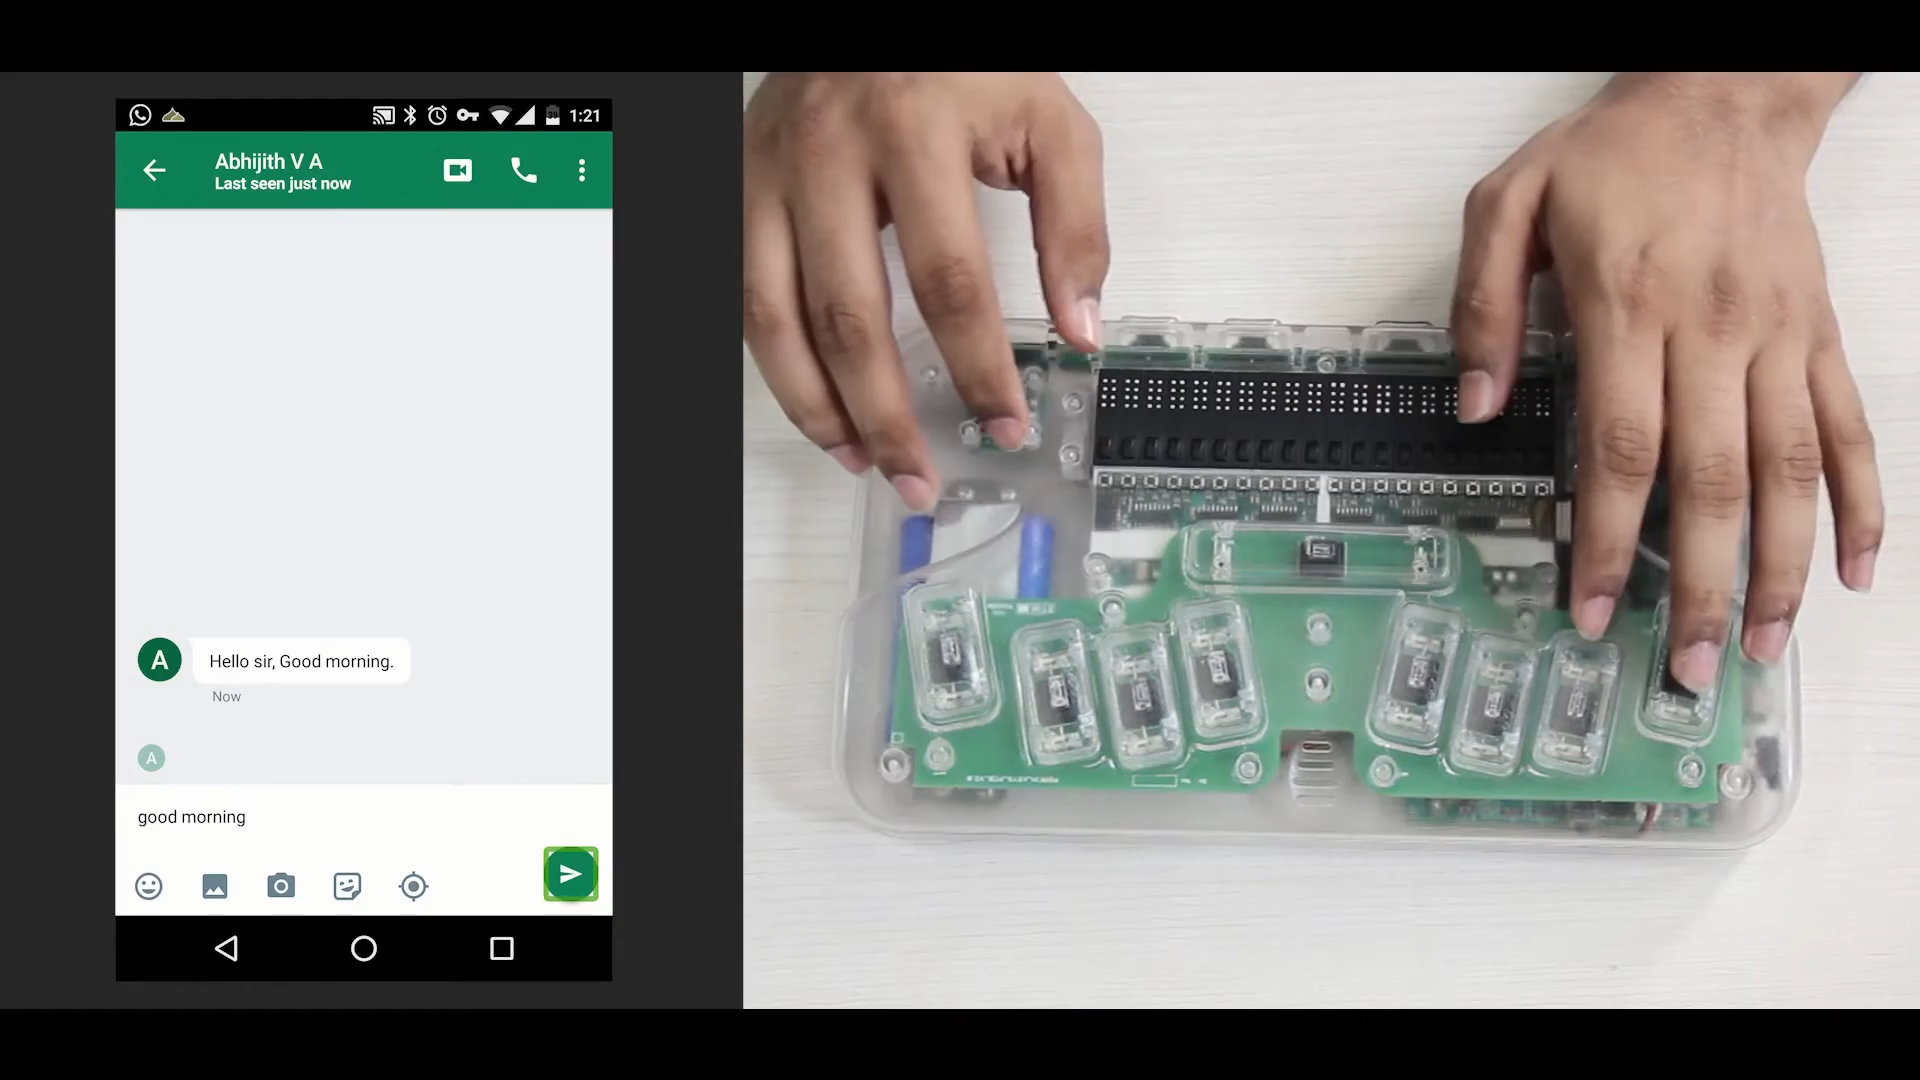 1:21
Abhijith V A
Last seen just now
A
Hello sir, Good morning.
Now
A
good morning